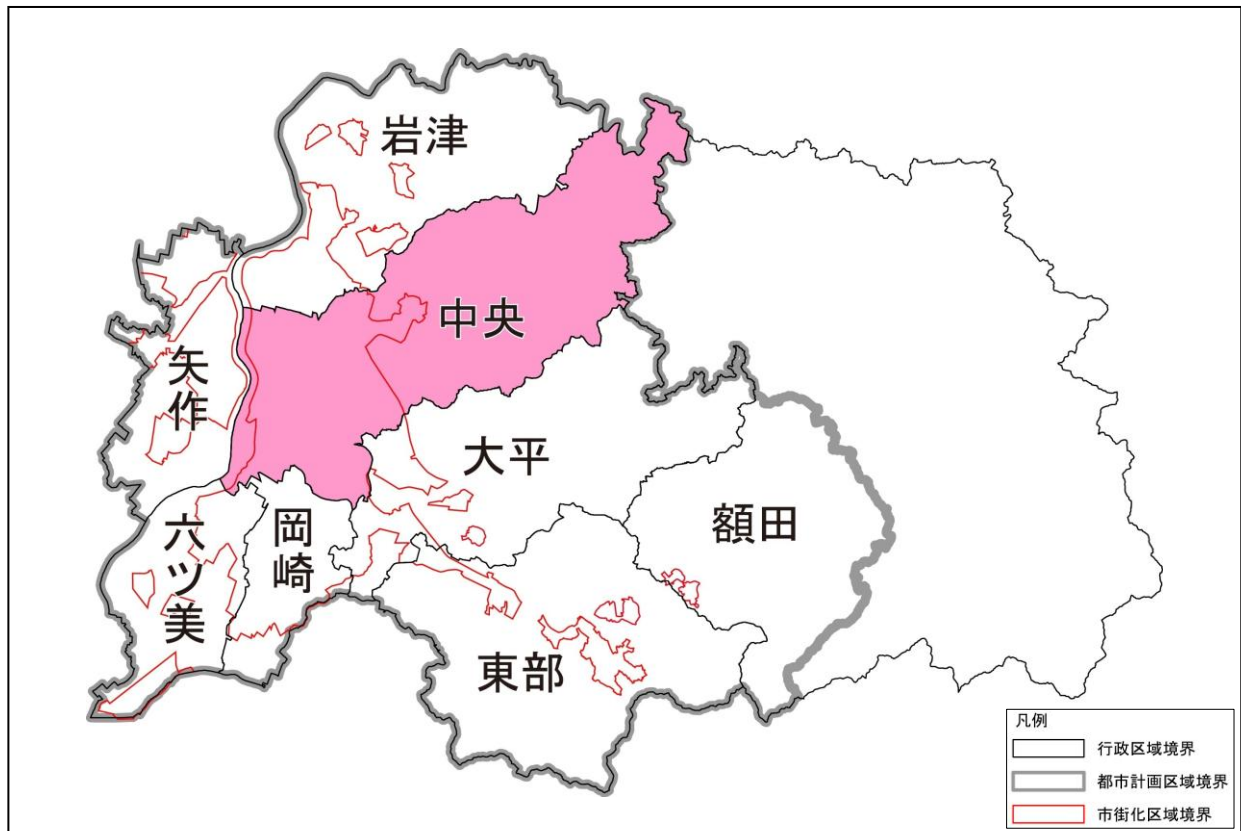 岩津
中央
矢作
大平
額田
岡崎
六ツ美
東部
凡例
行政区域境界
都市計画区域境界
市街化区域境界